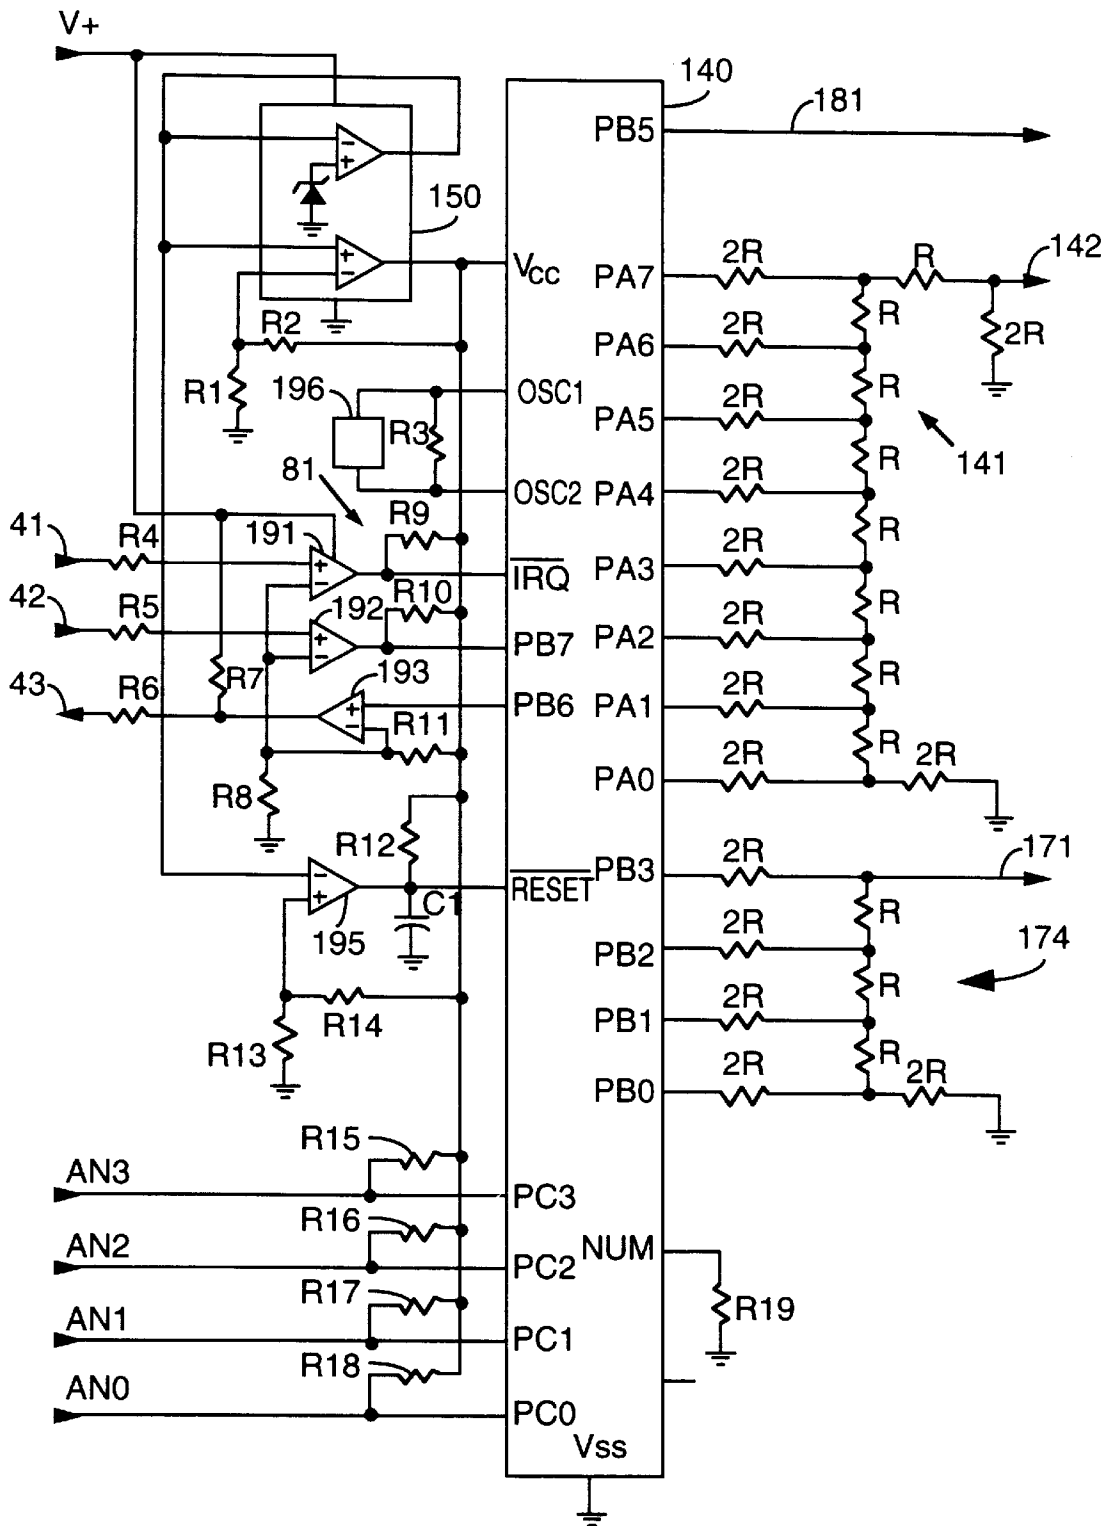 V+
140
PB5
181
150
VCC
PA7
2R
R
142
R2
R
2R
PA6
2R
R1
196
OSC1
R
PA5
2R
R3
141
81
R
OSC2
PA4
2R
R9
41
R4
191
R
IRQ
PA3
2R
42
R5
192
R10
R
PB7
PA2
2R
43
R6
R7
193
R
PB6
PA1
2R
R11
R
R8
PA0
2R
2R
R12
PB3
2R
171
RESET
C1
R
195
174
PB2
2R
R
R14
PB1
2R
R13
R
PB0
2R
2R
R15
AN3
PC3
R16
NUM
AN2
PC2
R17
R19
AN1
PC1
R18
AN0
PC0
Vss